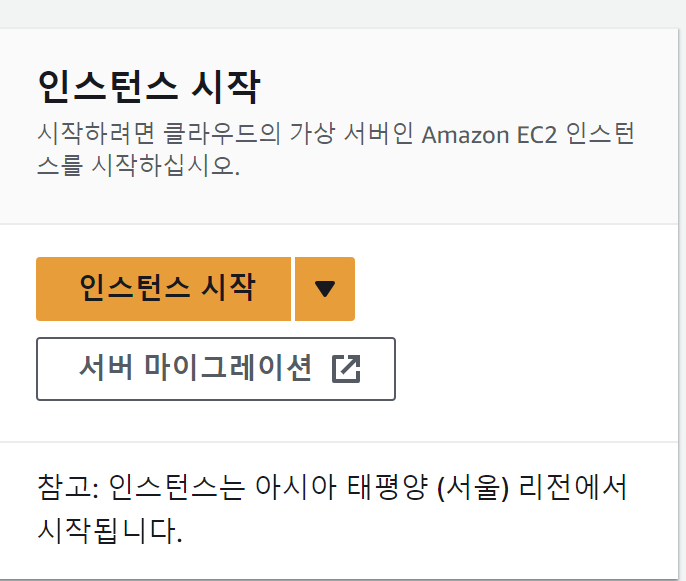 인스턴스 시작
시작하려면 클라우드의 가상 서버인 Amazon EC2 인스턴
스를 시작하십시오.
인스턴스 시작
서버 마이그레이션
참고: 인스턴스는 아시아 태평양 (서울) 리전에서
시작됩니다.